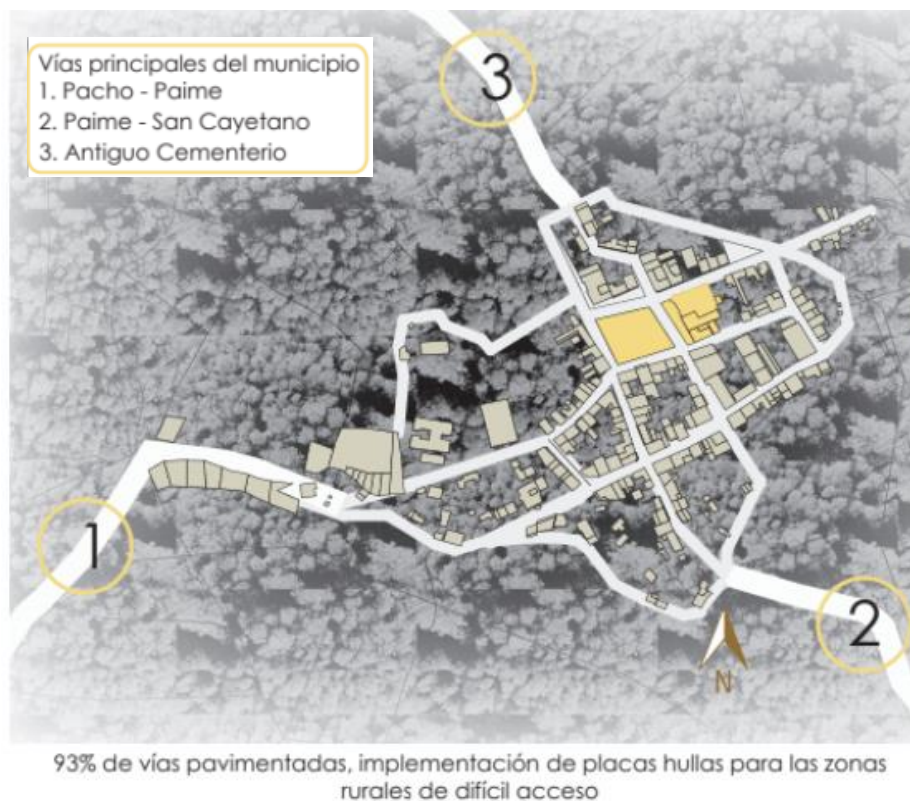 Vías principales del municipio
1. Pacho - Paime
2. Paime - San Cayetano
3. Antiguo Cementerio
3
1
2
N
93% de vías pavimentadas, implementación de placas hullas para las zonas
rurales de difícil acceso